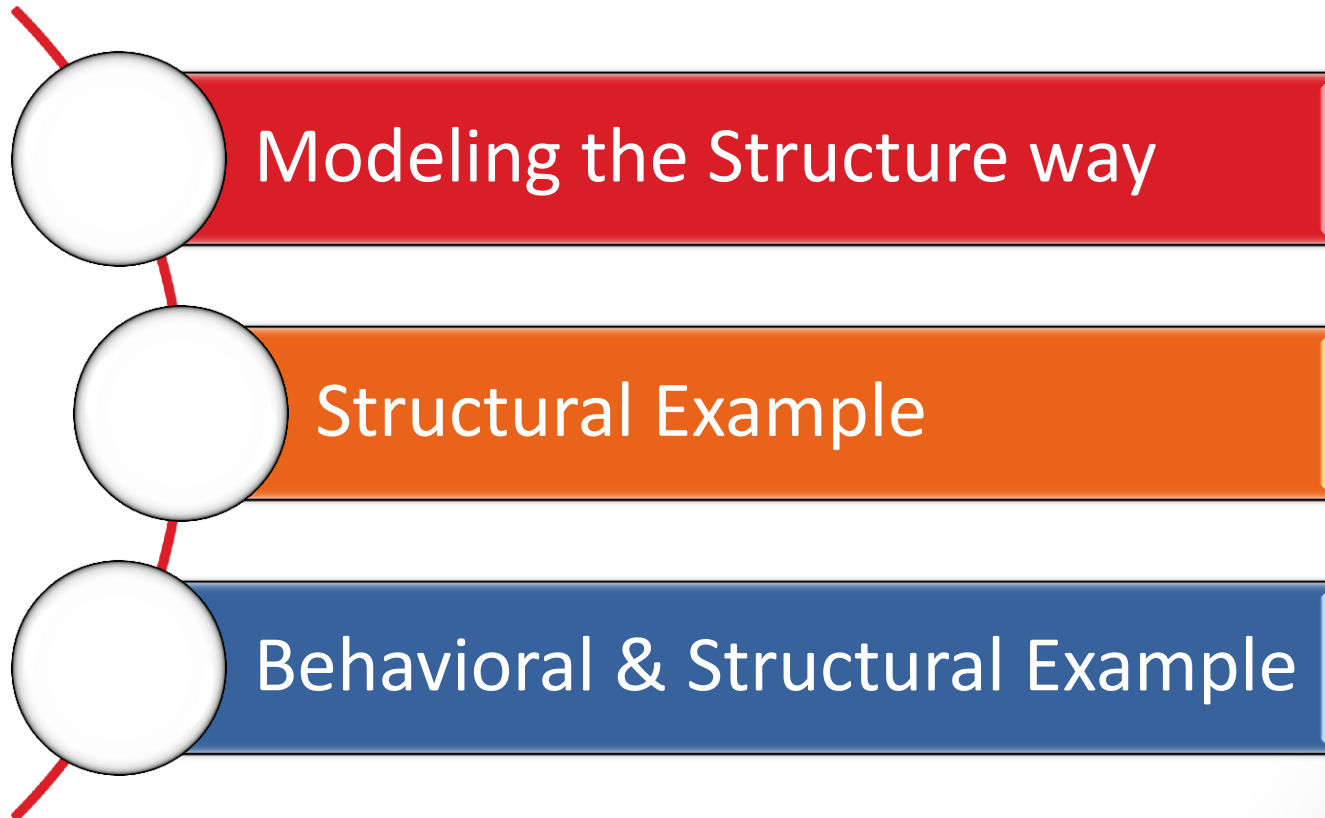 Modeling the Structure way
Structural Example
Behavioral & Structural Example